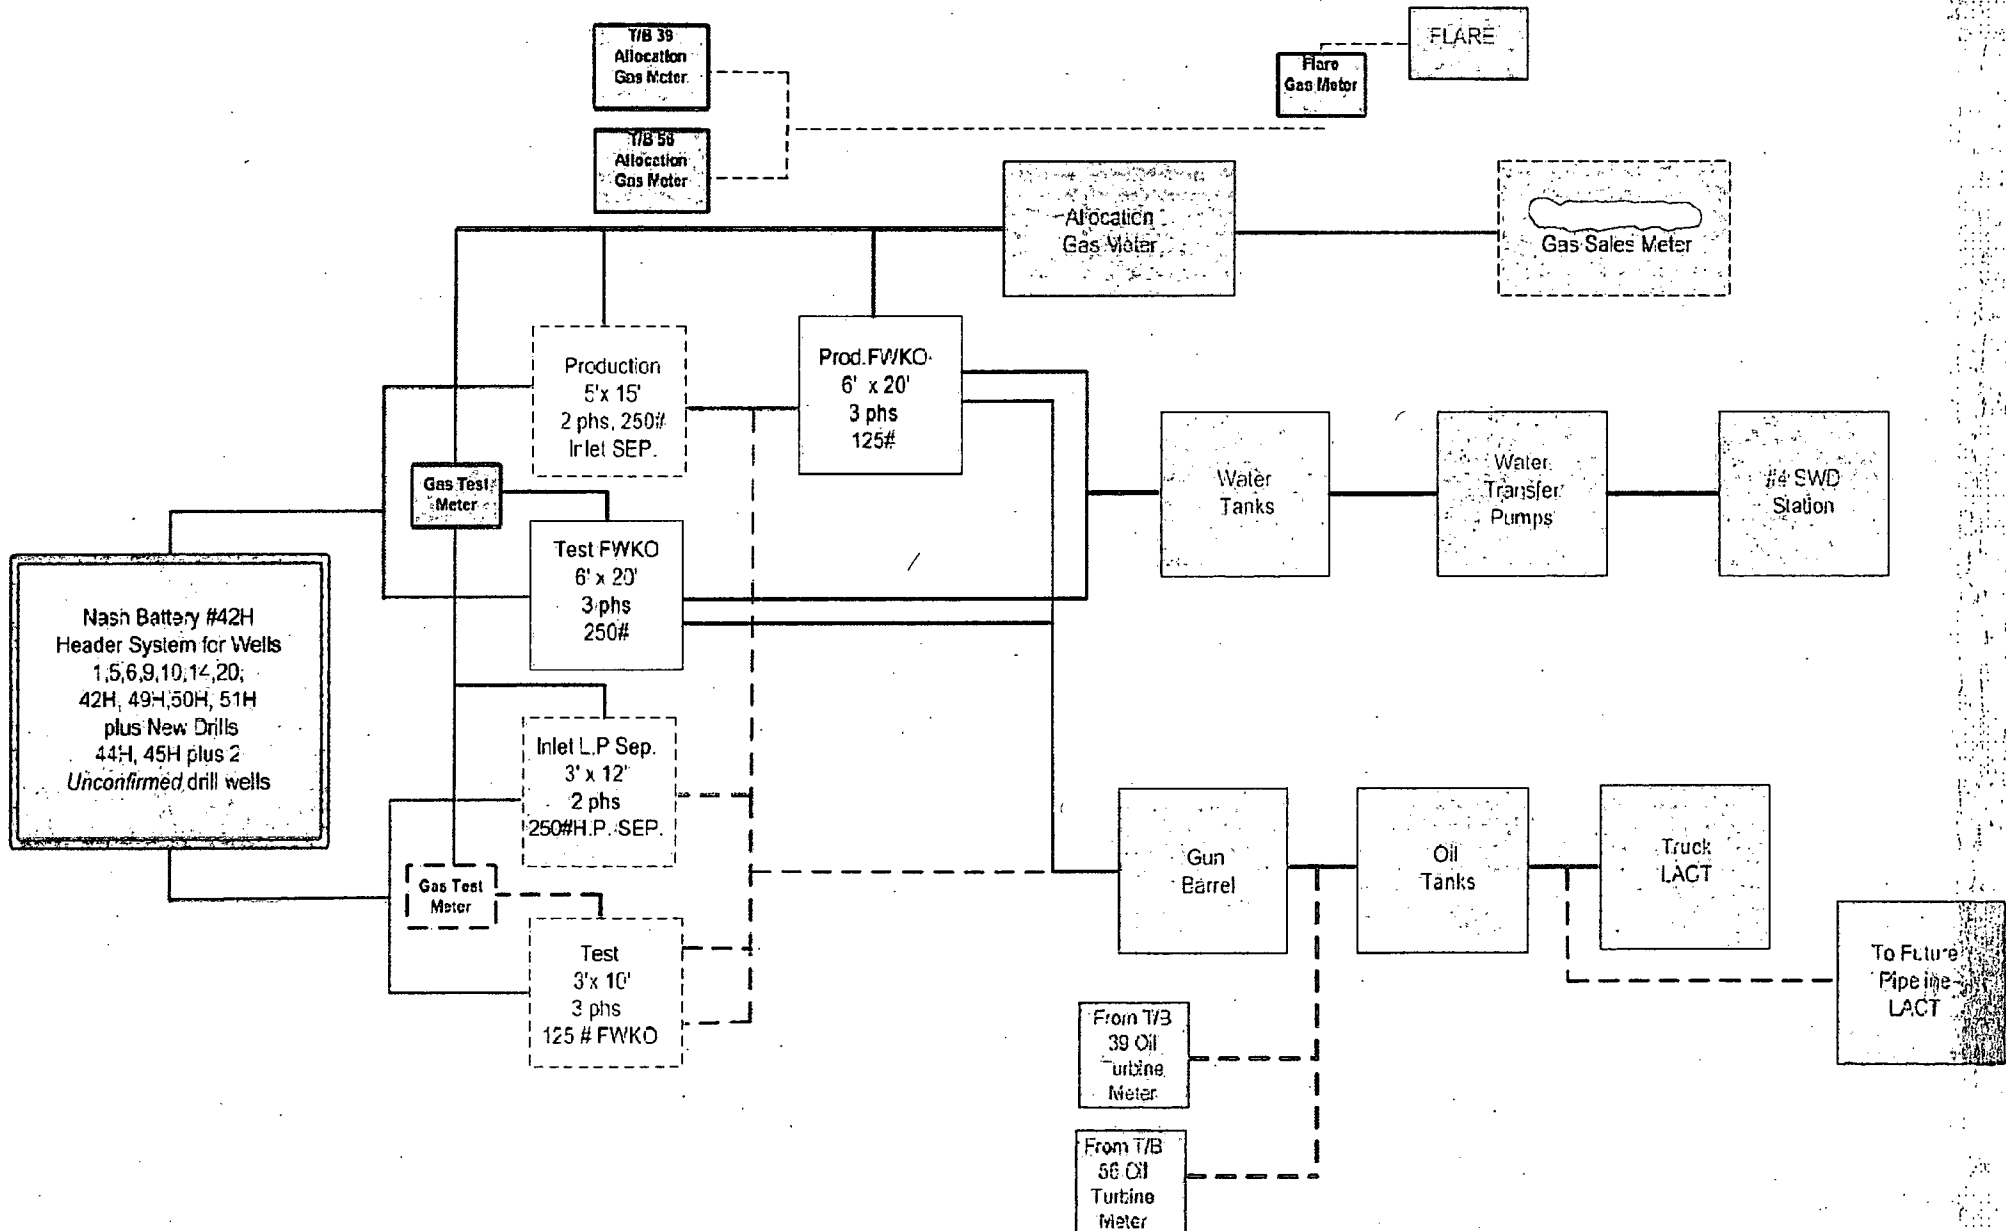 T/B 39
Allocation
Gas Meter
FLARE
Flare
Gas Meter
T/B 56
Allocation
Gas Meter
Allocation
Gas Meter
Gas Sales Meter
Production
5'x 15'
2 phs, 250#
Inlet SEP.
Prod.FWKO
6' x 20'
3 phs
125#
Gas Test
Meter
Water
Tanks
Water
Transfer
Pumps
#4 SWD
Station
Test FWKO
6' x 20'
3 phs
250#
Nash Battery #42H
Header System for Wells
1,5,6,9,10,14,20,
42H, 49H,50H, 51H
plus New Drills
44H, 45H plus 2
Unconfirmed drill wells
Inlet L.P Sep.
3' x 12'
2 phs
250#H.P. SEP.
Gas Test
Meter
Test
3'x 10'
3 phs
125 # FWKO
Gun
Barrel
Oil
Tanks
Truck
LACT
To Future
Pipeline
LACT
From T/B
39 Oil
Turbine
Meter
From T/B
56 Oil
Turbine
Meter